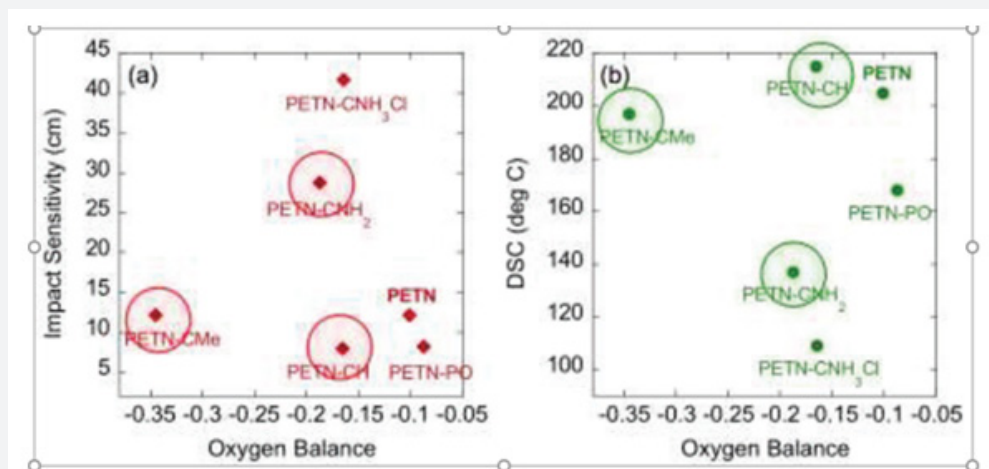 (a)
45
40
35
30
25
20
15
10
5
Impact Sensitivity (cm)
PETN-CNH₃Cl
PETN-CNH₂
PETN
PETN-CMe
PETN-CH
PETN-PO
-0.35 -0.25 -0.15 -0.05
-0.3 -0.2 -0.1
Oxygen Balance
(b)
220
200
180
160
140
120
100
DSC (deg C)
PETN
PETN-CH
PETN-CMe
PETN-PO
PETN-CNH₂
PETN-CNH₃Cl
-0.35 -0.25 -0.15 -0.05
-0.3 -0.2 -0.1
Oxygen Balance